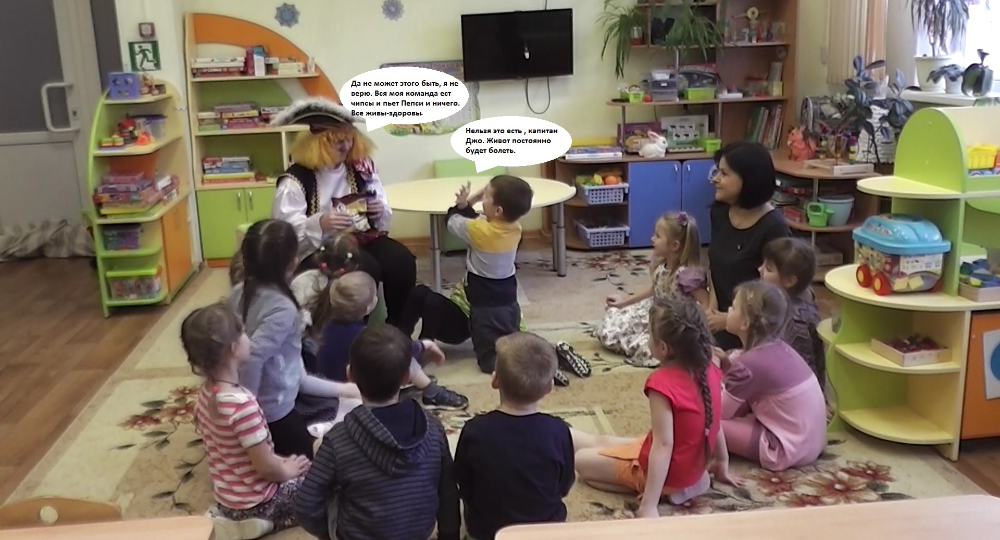 Да не может этого быть, я не
верю. Вся моя команда ест
чипсы и пьет Пепси и ничего.
Все живы-здоровы.
Нельзя это есть , капитан
Джо. Живот постоянно
будет болеть.